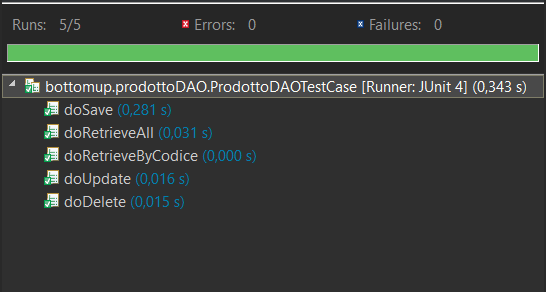 Runs: 5/5 Errors: 0 Failures: 0
bottomup.prodottoDAO.ProdottoDAOTestCase [Runner: JUnit 4] (0,343 s)
doSave (0,281 s)
doRetrieveAll (0,031 s)
doRetrieveByCodice (0,000 s)
doUpdate (0,016 s)
doDelete (0,015 s)